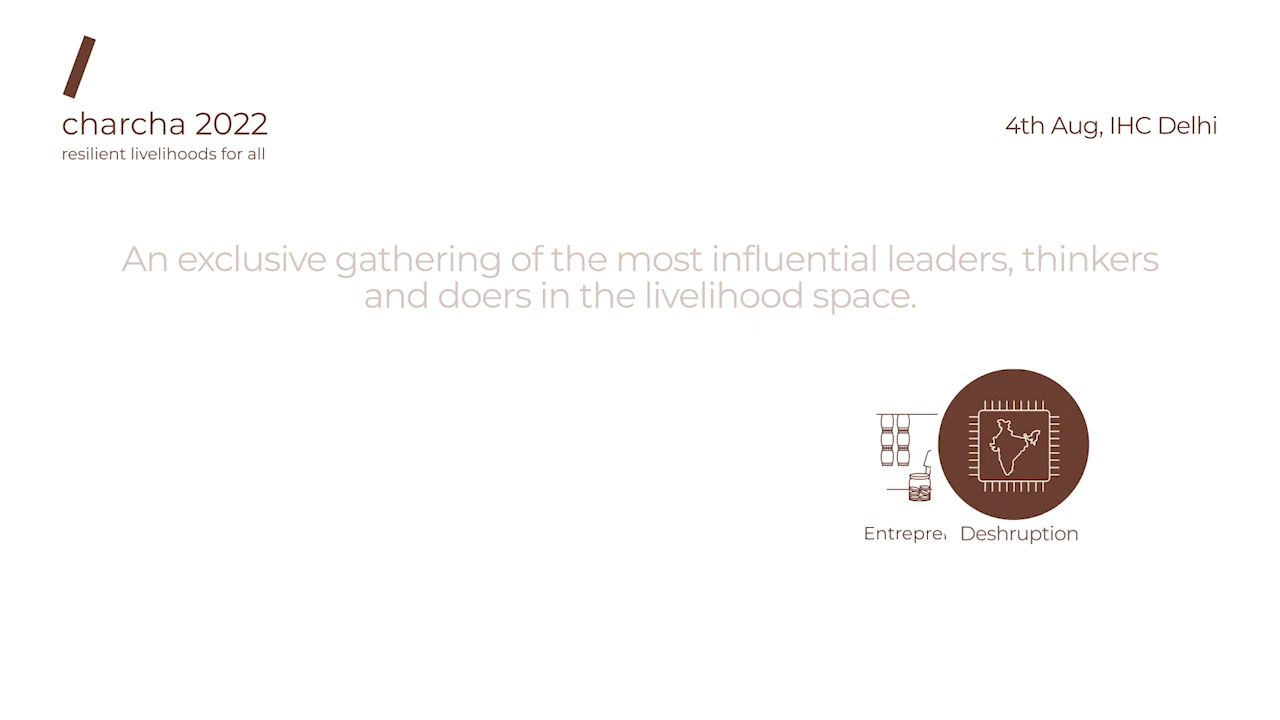 charcha 2022
resilient livelihoods for all
4th Aug, IHC Delhi
An exclusive gathering of the most influential leaders, thinkers
and doers in the livelihood space.
Deshruption